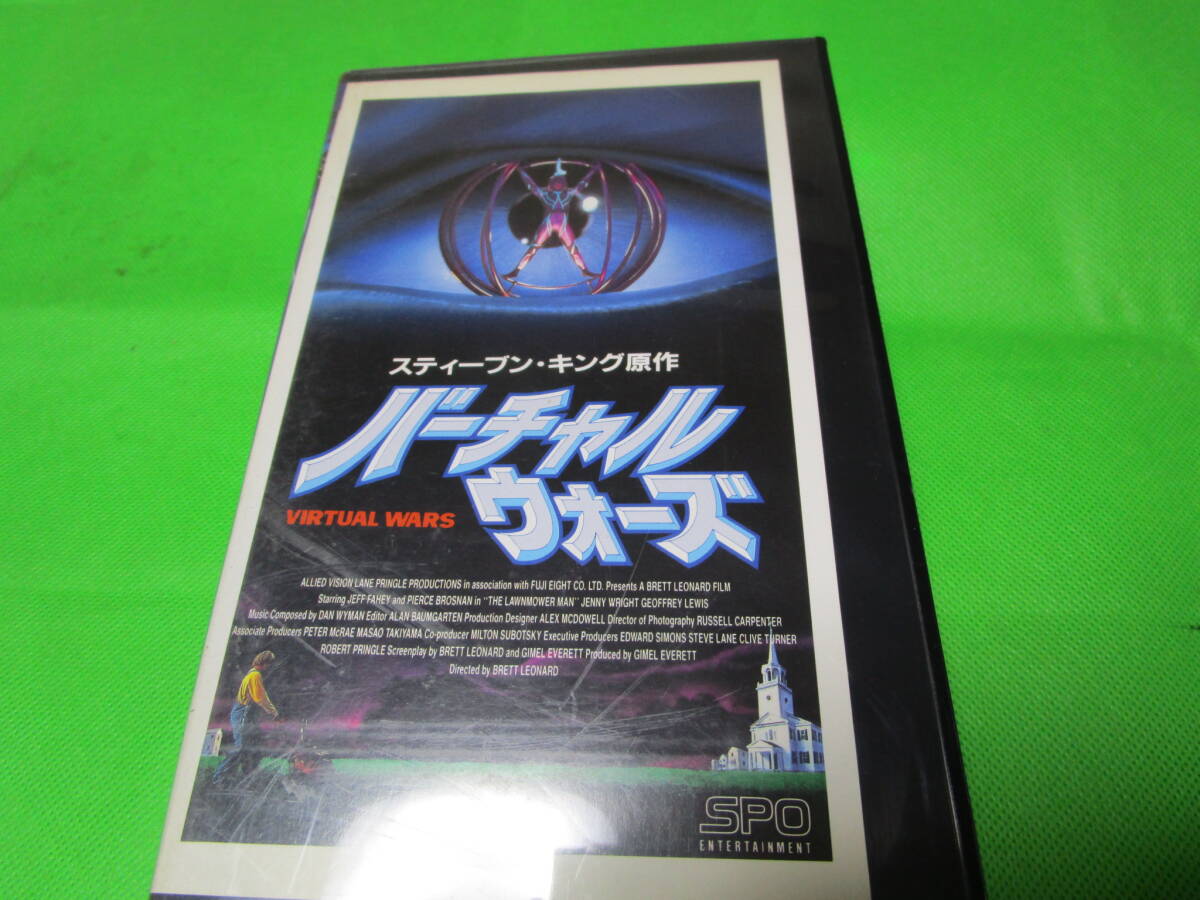 スティーブン・キング原作
バーチャル
ウォーズ
VIRTUAL WARS
ALLIED VISION LANE PRINGLE PRODUCTIONS in association with FUJI EIGHT CO. LTD. Presents A BRETT LEONARD FILM
Starring JEFF FAHEY and PIERCE BROSNAN in "THE LAWNMOWER MAN" JENNY WRIGHT GEOFFREY LEWIS
Music Composed by DAN WYMAN Editor ALAN BAUMGARTEN Production Designer ALEX MCDOWELL Director of Photography RUSSELL CARPENTER
Associate Producers PETER McRAE MASAO TAKIYAMA Co-producer MILTON SUBOTSKY Executive Producers EDWARD SIMONS STEVE LANE CLIVE TURNER
ROBERT PRINGLE Screenplay by BRETT LEONARD and GIMEL EVERETT Produced by GIMEL EVERETT
Directed by BRETT LEONARD
SPO
ENTERTAINMENT